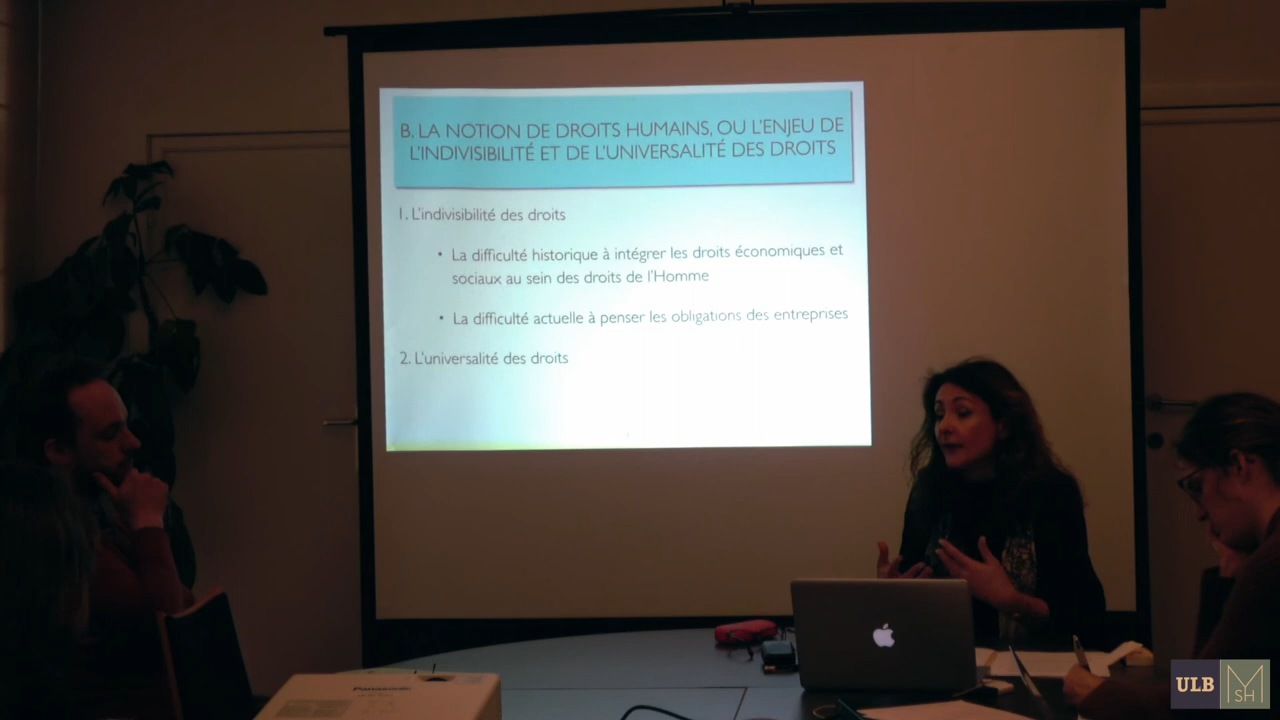 B. LA NOTION DE DROITS HUMAINS, OU L'ENJEU DE
L'INDIVISIBILITÉ ET DE L'UNIVERSALITÉ DES DROITS
1. L'indivisibilité des droits
• La difficulté historique à intégrer les droits économiques et
sociaux au sein des droits de l'Homme
• La difficulté actuelle à penser les obligations des entreprises
2. L'universalité des droits
Panasonic
ULB
MSH